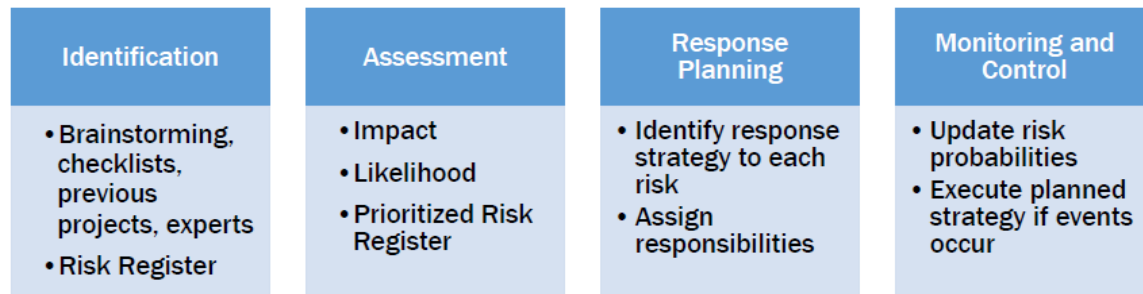 Identification
• Brainstorming,
checklists,
previous
projects, experts
• Risk Register
Assessment
• Impact
• Likelihood
• Prioritized Risk
Register
Response
Planning
• Identify response
strategy to each
risk
• Assign
responsibilities
Monitoring and
Control
• Update risk
probabilities
• Execute planned
strategy if events
occur